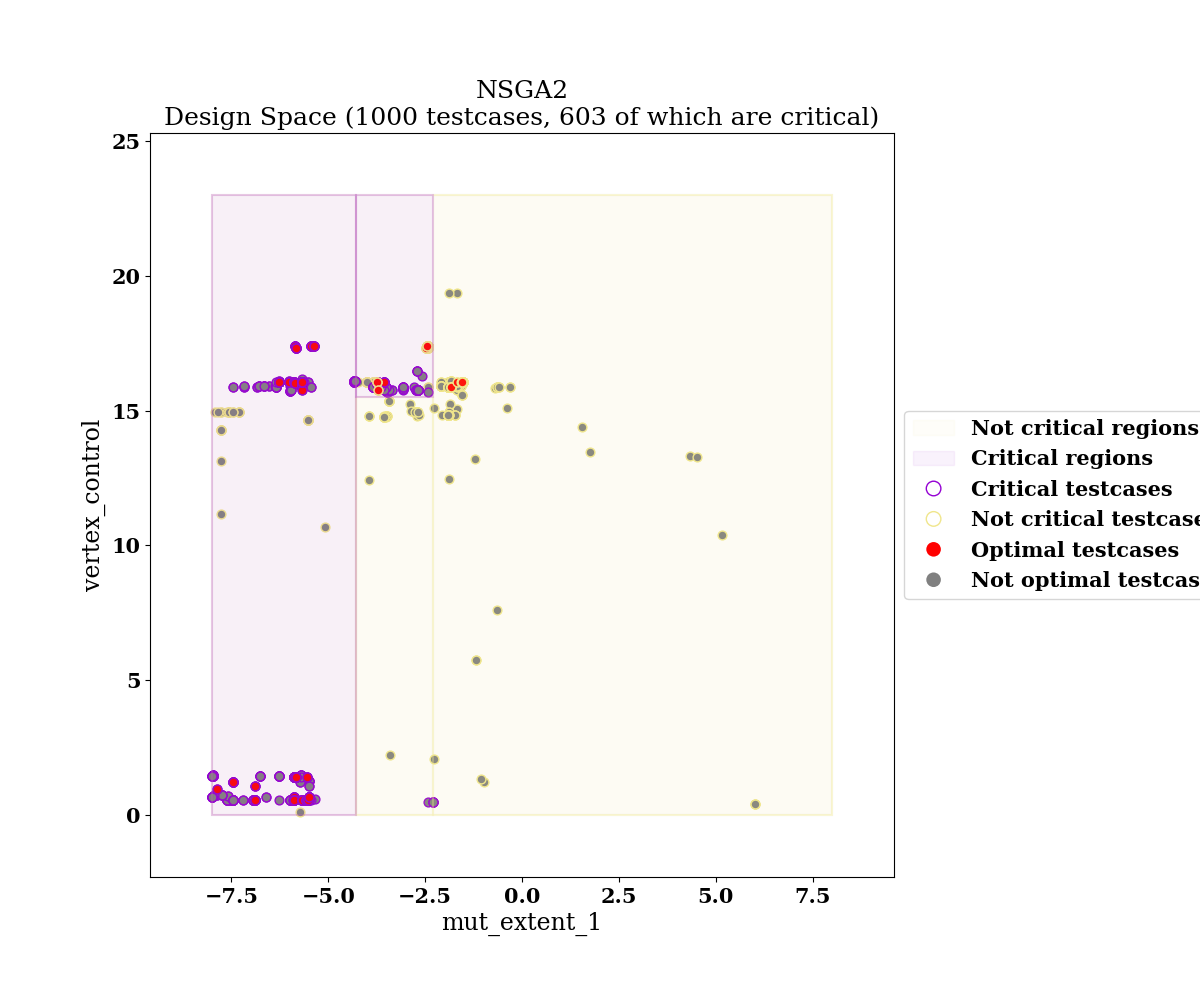 NSGA2
Design Space (1000 testcases, 603 of which are critical)
25
20
15
10
5
0
vertex_control
−7.5 −5.0 −2.5 0.0 2.5 5.0 7.5
mut_extent_1
Not critical regions
Critical regions
Critical testcases
Not critical testcase
Optimal testcases
Not optimal testcas